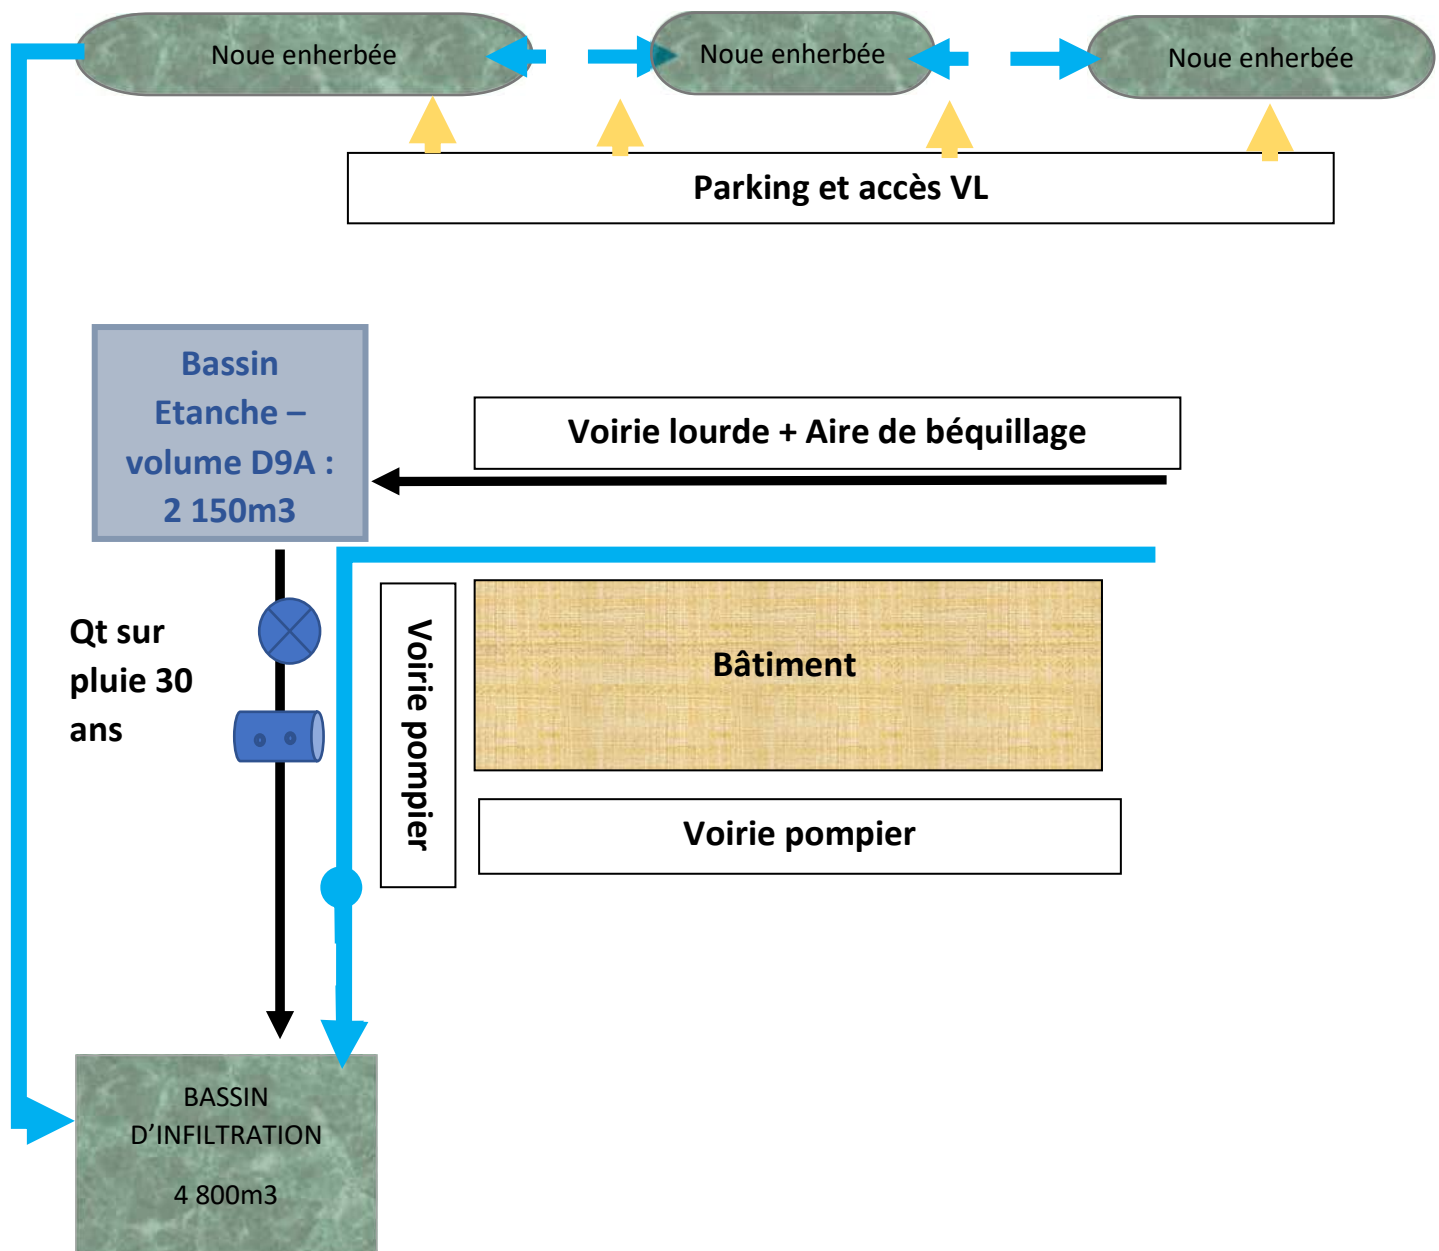 Noue enherbée
Noue enherbée
Noue enherbée
Parking et accès VL
Bassin
Etanche –
volume D9A :
2 150m3
Voirie lourde + Aire de béquillage
Qt sur
pluie 30
ans
Voirie pompier
Bâtiment
Voirie pompier
BASSIN
D'INFILTRATION
4 800m3